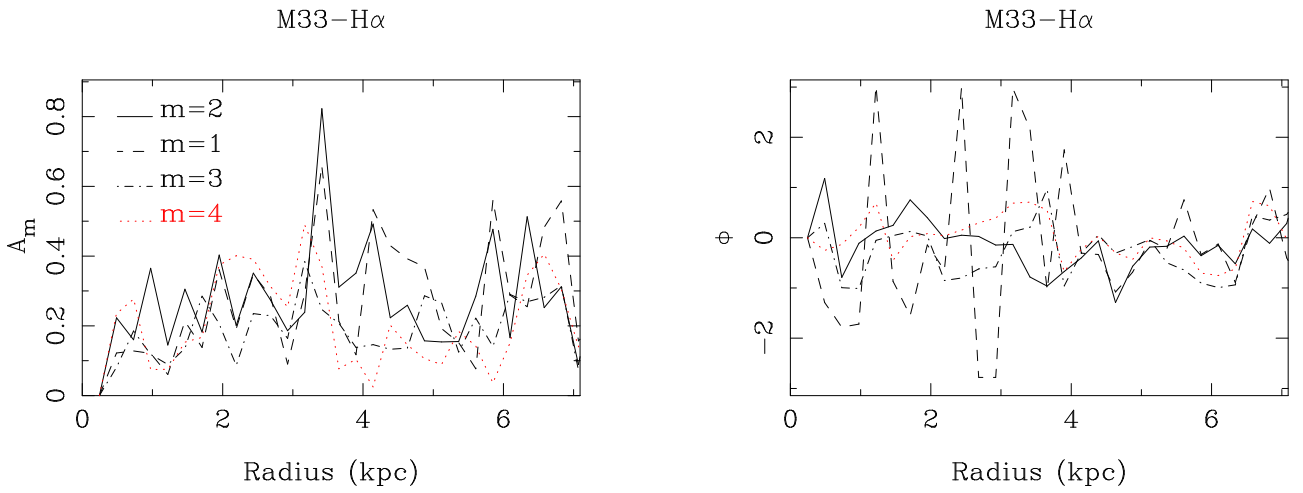 M33-Hα
A_m
0.8
0.6
0.4
0.2
0
m=2
m=1
m=3
m=4
0 2 4 6
Radius (kpc)
M33-Hα
ϕ
2
0
-2
0 2 4 6
Radius (kpc)